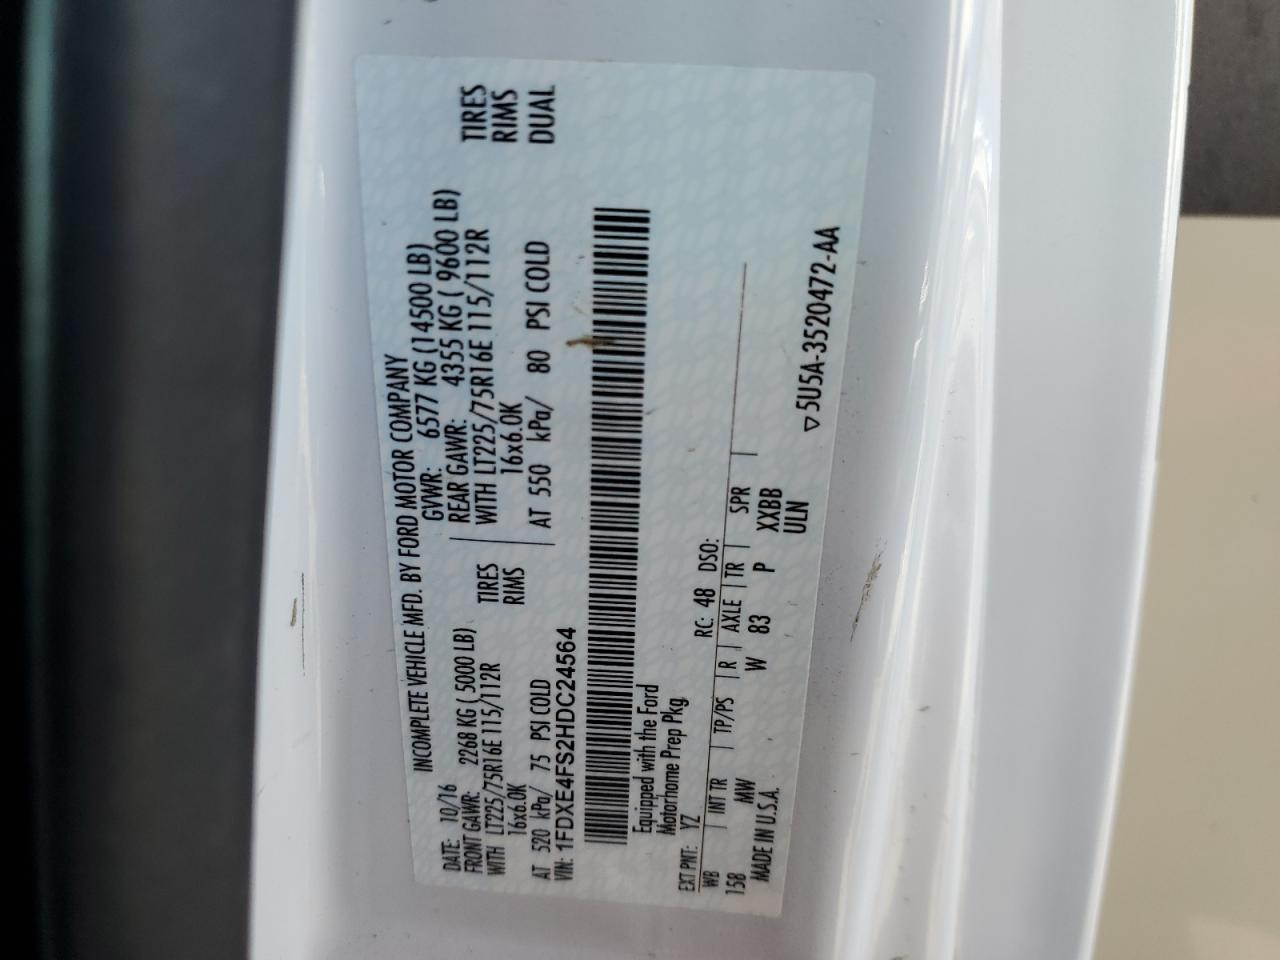 INCOMPLETE VEHICLE MFD. BY FORD MOTOR COMPANY
DATE: 10/16 GVWR: 6577 KG (14500 LB)
FRONT GAWR: 2268 KG ( 5000 LB) REAR GAWR: 4355 KG ( 9600 LB)
WITH LT225/75R16E 115/112R TIRES WITH LT225/75R16E 115/112R TIRES
16x6.0K RIMS 16x6.0K RIMS
AT 520 kPa/ 75 PSI COLD AT 550 kPa/ 80 PSI COLD DUAL
VIN: 1FDXE4FS2HDC24564
Equipped with the Ford
Motorhome Prep Pkg
EXT PNT: YZ RC: 48 DSO:
WB INT TR TP/PS R AXLE TR SPR
158 MW W 83 P XXBB
MADE IN U.S.A. ULN
▽5U5A-3520472-AA